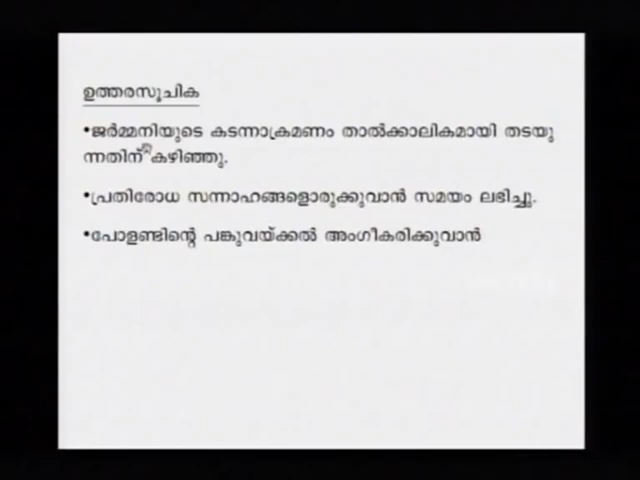 ഉത്തരസൂചിക
•ജർമ്മനിയുടെ കടന്നാക്രമണം താൽക്കാലികമായി തടയു
ന്നതിന് കഴിഞ്ഞു.
•പ്രതിരോധ സന്നാഹങ്ങളൊരുക്കുവാൻ സമയം ലഭിച്ചു.
•പോളണ്ടിന്റെ പങ്കുവയ്ക്കൽ അംഗീകരിക്കുവാൻ